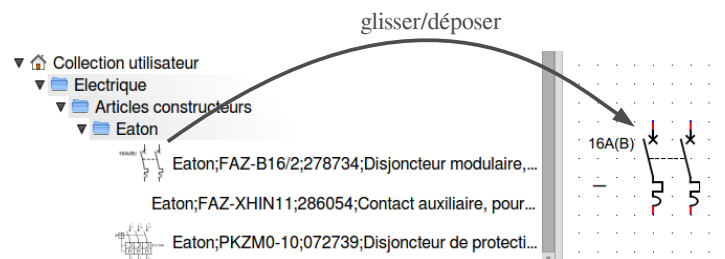 glisser/déposer
Collection utilisateur
Electrique
Articles constructeurs
Eaton
16A(B)
Eaton;FAZ-B16/2;278734;Disjoncteur modulaire,...
Eaton;FAZ-XHIN11;286054;Contact auxiliaire, pour...
Eaton;PKZM0-10;072739;Disjoncteur de protecti...
16A(B)